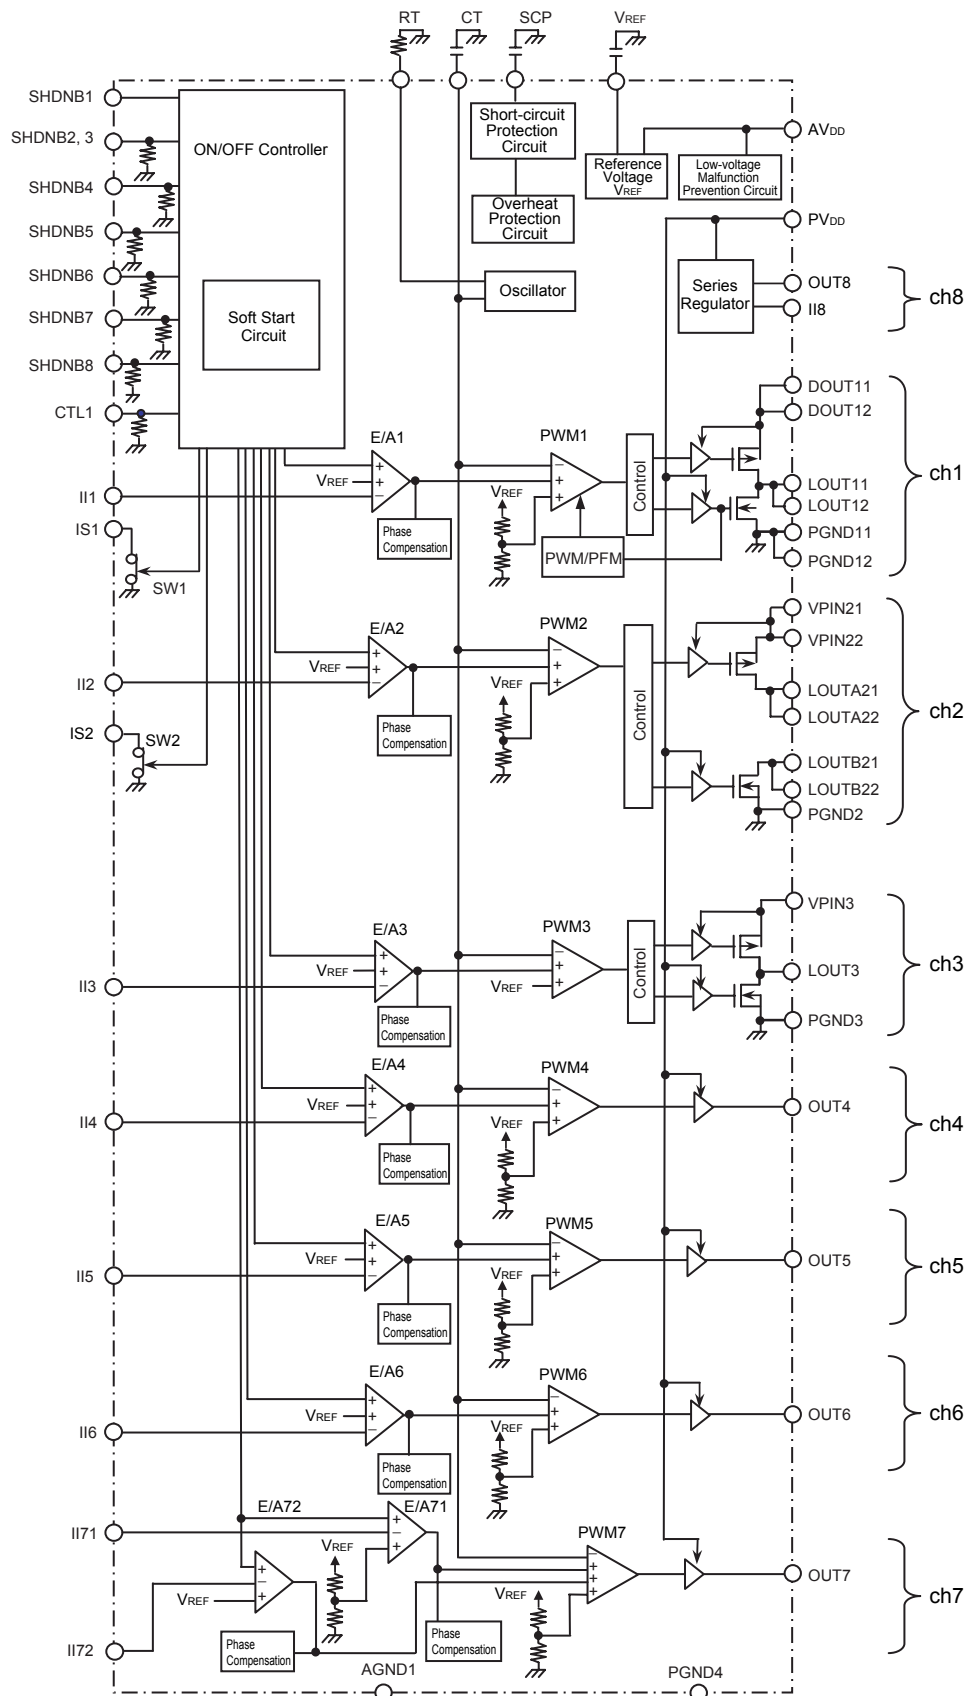 RT CT SCP VREF
SHDNB1
SHDNB2, 3
SHDNB4
SHDNB5
SHDNB6
SHDNB7
SHDNB8
CTL1
ON/OFF Controller
Soft Start
Circuit
Short-circuit
Protection
Circuit
Overheat
Protection
Circuit
Reference
Voltage
VREF
Low-voltage
Malfunction
Prevention Circuit
AVDD
PVDD
Oscillator
Series
Regulator
OUT8
II8
ch8
II1
IS1
SW1
E/A1
VREF
+
+
−
Phase
Compensation
PWM1
−
+
+
VREF
PWM/PFM
Control
DOUT11
DOUT12
LOUT11
LOUT12
PGND11
PGND12
ch1
II2
IS2
SW2
E/A2
VREF
+
+
−
Phase
Compensation
PWM2
−
+
+
VREF
Control
VPIN21
VPIN22
LOUTA21
LOUTA22
LOUTB21
LOUTB22
PGND2
ch2
II3
E/A3
VREF
+
+
−
Phase
Compensation
PWM3
−
+
+
VREF
Control
VPIN3
LOUT3
PGND3
ch3
II4
E/A4
VREF
+
+
−
Phase
Compensation
PWM4
−
+
+
VREF
OUT4
ch4
II5
E/A5
VREF
+
+
−
Phase
Compensation
PWM5
−
+
+
VREF
OUT5
ch5
II6
E/A6
VREF
+
+
−
Phase
Compensation
PWM6
−
+
+
VREF
OUT6
ch6
II71
II72
E/A72
+
−
+
VREF
Phase
Compensation
E/A71
+
−
+
VREF
Phase
Compensation
PWM7
−
+
+
+
VREF
OUT7
ch7
AGND1
PGND4